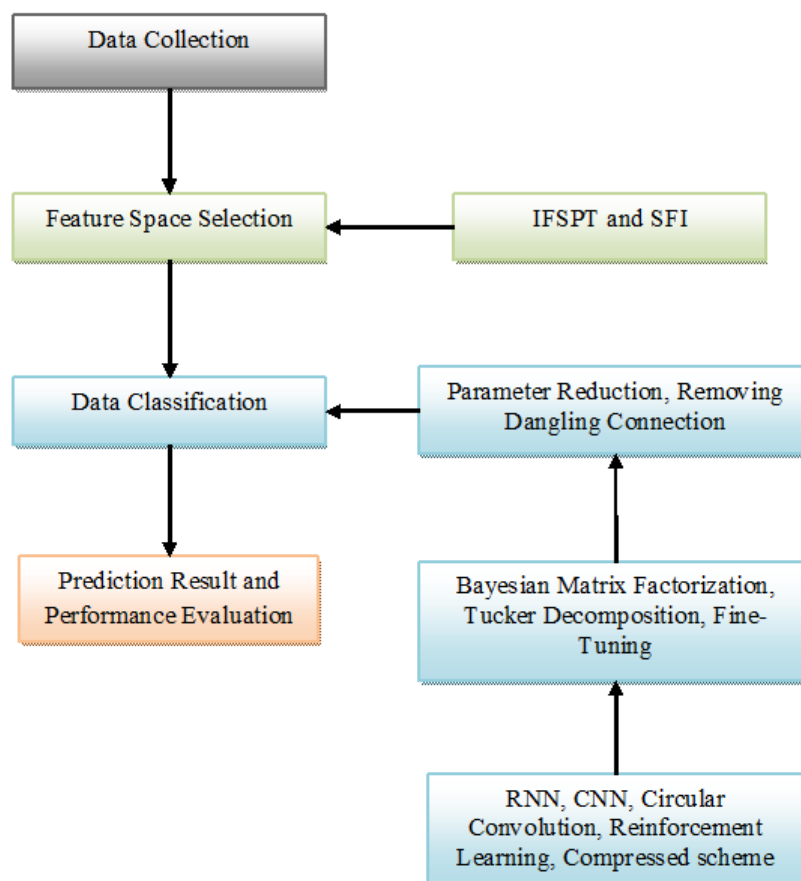 Data Collection
Feature Space Selection
IFSPT and SFI
Data Classification
Parameter Reduction, Removing
Dangling Connection
Prediction Result and
Performance Evaluation
Bayesian Matrix Factorization,
Tucker Decomposition, Fine-
Tuning
RNN, CNN, Circular
Convolution, Reinforcement
Learning, Compressed scheme